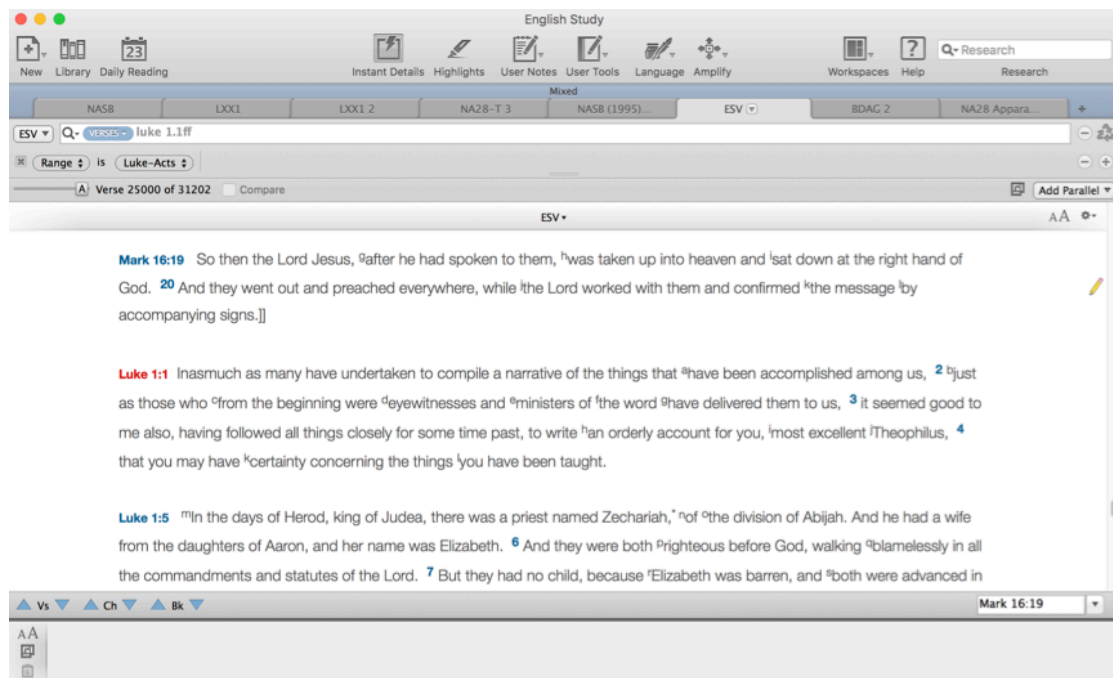 English Study
New Library Daily Reading Instant Details Highlights User Notes User Tools Language Amplify Workspaces Help Research
23
Research
Mixed
NASB LXX1 LXX1 2 NA28-T 3 NASB (1995)... ESV BDAG 2 NA28 Appara... +
ESV VERSES luke 1.1ff
Range is Luke-Acts
A Verse 25000 of 31202 Compare Add Parallel
ESV AA
Mark 16:19 So then the Lord Jesus, gafter he had spoken to them, hwas taken up into heaven and isat down at the right hand of
God. 20 And they went out and preached everywhere, while jthe Lord worked with them and confirmed kthe message lby
accompanying signs.]]
Luke 1:1 Inasmuch as many have undertaken to compile a narrative of the things that ahave been accomplished among us, 2 bjust
as those who cfrom the beginning were deyewitnesses and eministers of fthe word ghave delivered them to us, 3 it seemed good to
me also, having followed all things closely for some time past, to write han orderly account for you, imost excellent jTheophilus, 4
that you may have kcertainty concerning the things lyou have been taught.
Luke 1:5 mIn the days of Herod, king of Judea, there was a priest named Zechariah,* nof othe division of Abijah. And he had a wife
from the daughters of Aaron, and her name was Elizabeth. 6 And they were both prighteous before God, walking qblamelessly in all
the commandments and statutes of the Lord. 7 But they had no child, because rElizabeth was barren, and sboth were advanced in
Vs Ch Bk Mark 16:19
AA